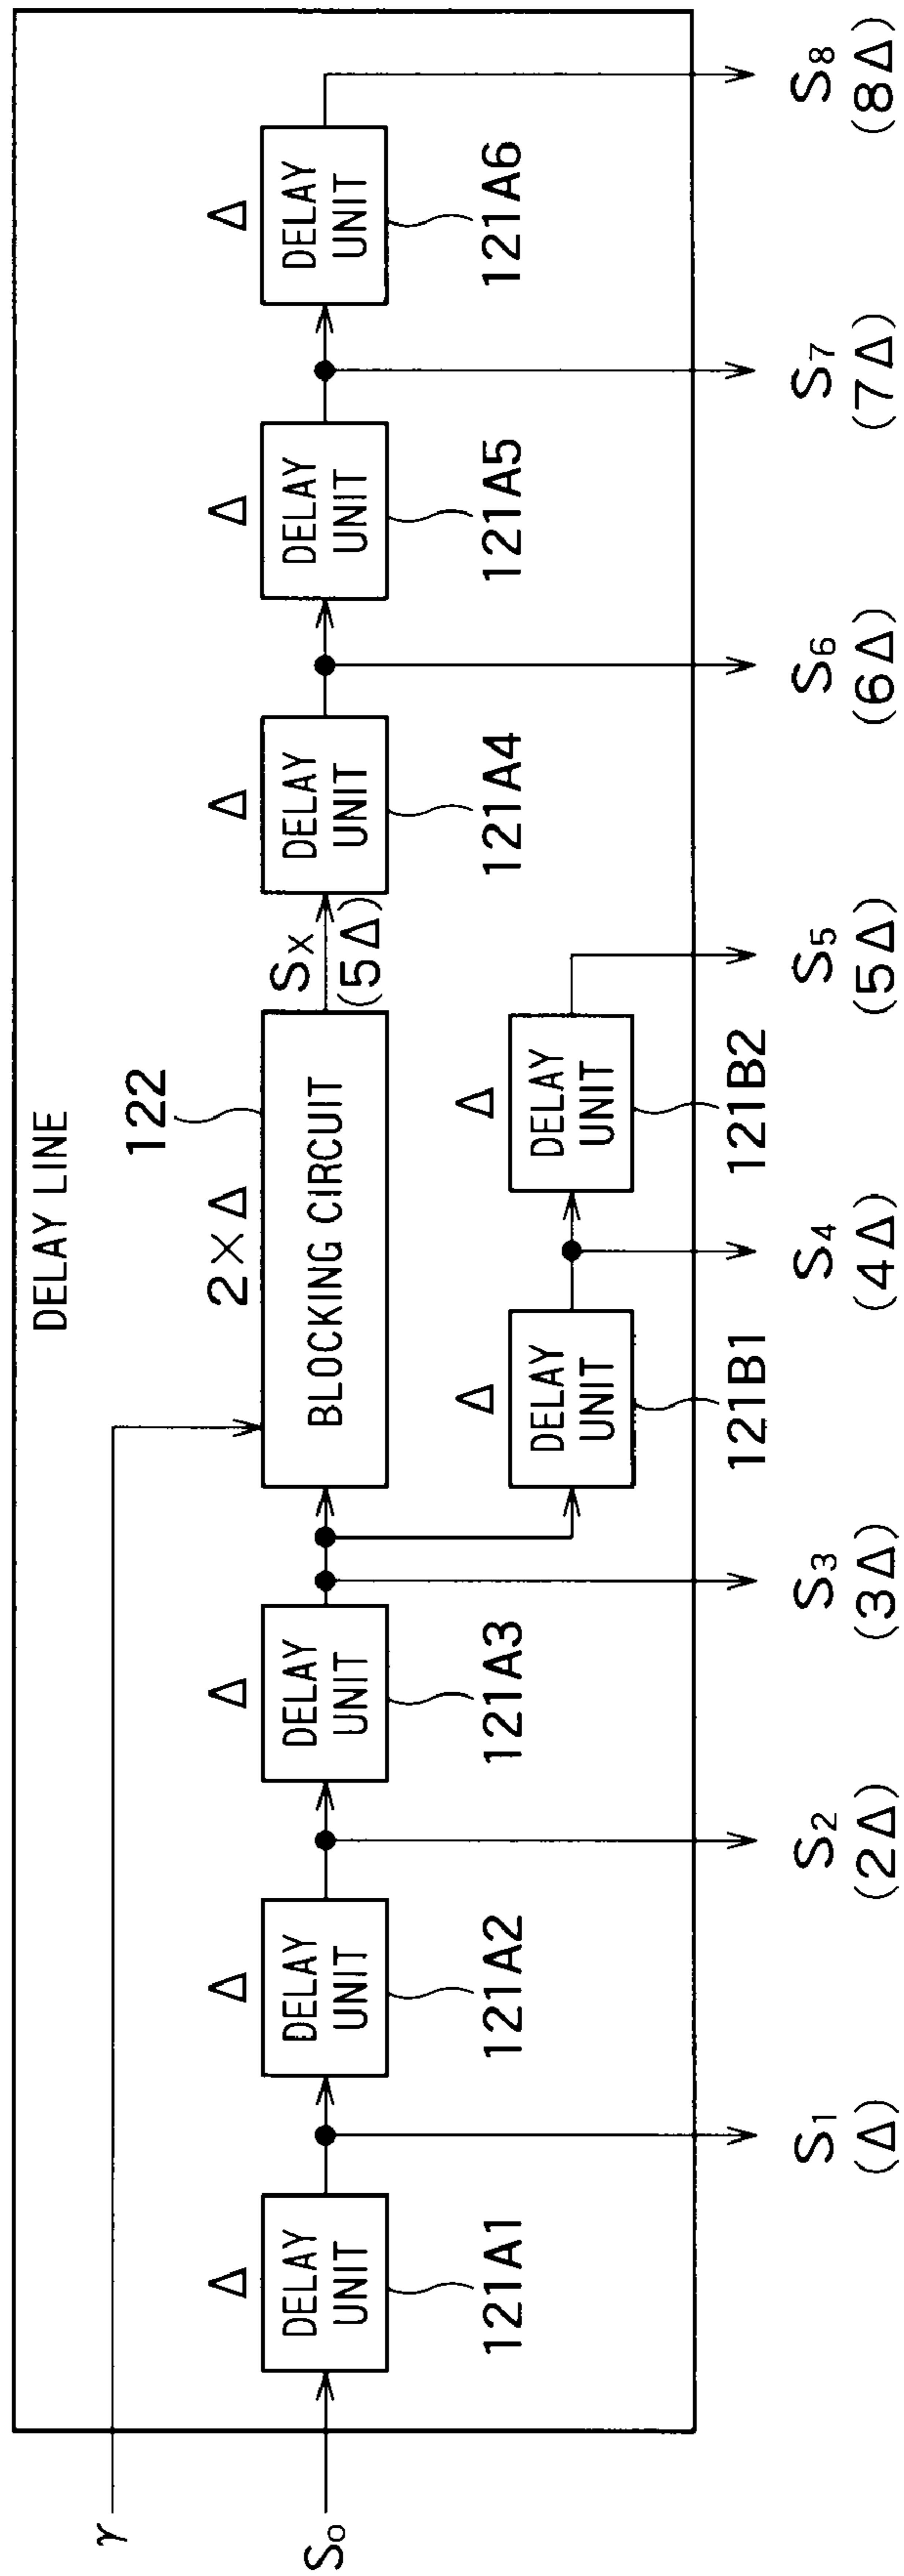 DELAY LINE
γ
S0
Δ
DELAY
UNIT
121A1
Δ
DELAY
UNIT
121A2
Δ
DELAY
UNIT
121A3
122
2×Δ
BLOCKING CIRCUIT
SX
(5Δ)
Δ
DELAY
UNIT
121A4
Δ
DELAY
UNIT
121A5
Δ
DELAY
UNIT
121A6
Δ
DELAY
UNIT
121B1
Δ
DELAY
UNIT
121B2
S1
(Δ)
S2
(2Δ)
S3
(3Δ)
S4
(4Δ)
S5
(5Δ)
S6
(6Δ)
S7
(7Δ)
S8
(8Δ)